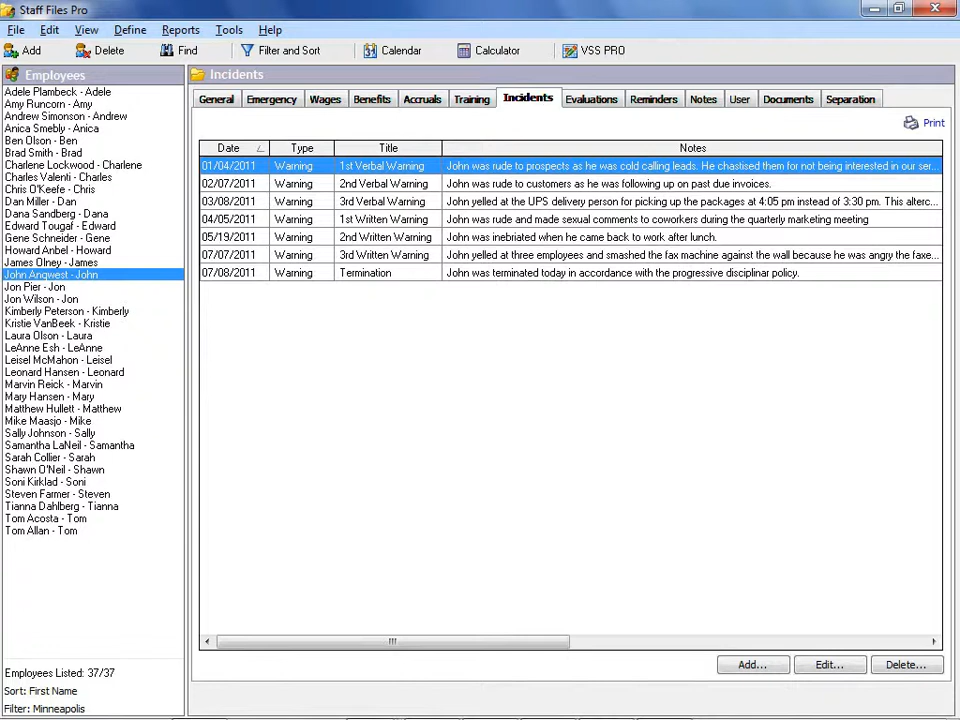 Staff Files Pro
File Edit View Define Reports Tools Help
Add Delete Find Filter and Sort Calendar Calculator VSS PRO
Employees
Adele Plambeck - Adele
Amy Runcorn - Amy
Andrew Simonson - Andrew
Anica Smebly - Anica
Ben Olson - Ben
Brad Smith - Brad
Charlene Lockwood - Charlene
Charles Valenti - Charles
Chris O'Keefe - Chris
Dan Miller - Dan
Dana Sandberg - Dana
Edward Tougaf - Edward
Gene Schneider - Gene
Howard Anbel - Howard
James Olney - James
John Angwest - John
Jon Pier - Jon
Jon Wilson - Jon
Kimberly Peterson - Kimberly
Kristie VanBeek - Kristie
Laura Olson - Laura
LeAnne Esh - LeAnne
Leisel McMahon - Leisel
Leonard Hansen - Leonard
Marvin Reick - Marvin
Mary Hansen - Mary
Matthew Hullett - Matthew
Mike Maasjo - Mike
Sally Johnson - Sally
Samantha LaNeil - Samantha
Sarah Collier - Sarah
Shawn O'Neil - Shawn
Soni Kirklad - Soni
Steven Farmer - Steven
Tianna Dahlberg - Tianna
Tom Acosta - Tom
Tom Allan - Tom
Employees Listed: 37/37
Sort: First Name
Filter: Minneapolis
Incidents
General Emergency Wages Benefits Accruals Training Incidents Evaluations Reminders Notes User Documents Separation
Print
Date Type Title Notes
01/04/2011 Warning 1st Verbal Warning John was rude to prospects as he was cold calling leads. He chastised them for not being interested in our ser...
02/07/2011 Warning 2nd Verbal Warning John was rude to customers as he was following up on past due invoices.
03/08/2011 Warning 3rd Verbal Warning John yelled at the UPS delivery person for picking up the packages at 4:05 pm instead of 3:30 pm. This alterc...
04/05/2011 Warning 1st Written Warning John was rude and made sexual comments to coworkers during the quarterly marketing meeting
05/19/2011 Warning 2nd Written Warning John was inebriated when he came back to work after lunch.
07/07/2011 Warning 3rd Written Warning John yelled at three employees and smashed the fax machine against the wall because he was angry the faxe...
07/08/2011 Warning Termination John was terminated today in accordance with the progressive disciplinar policy.
Add... Edit... Delete...